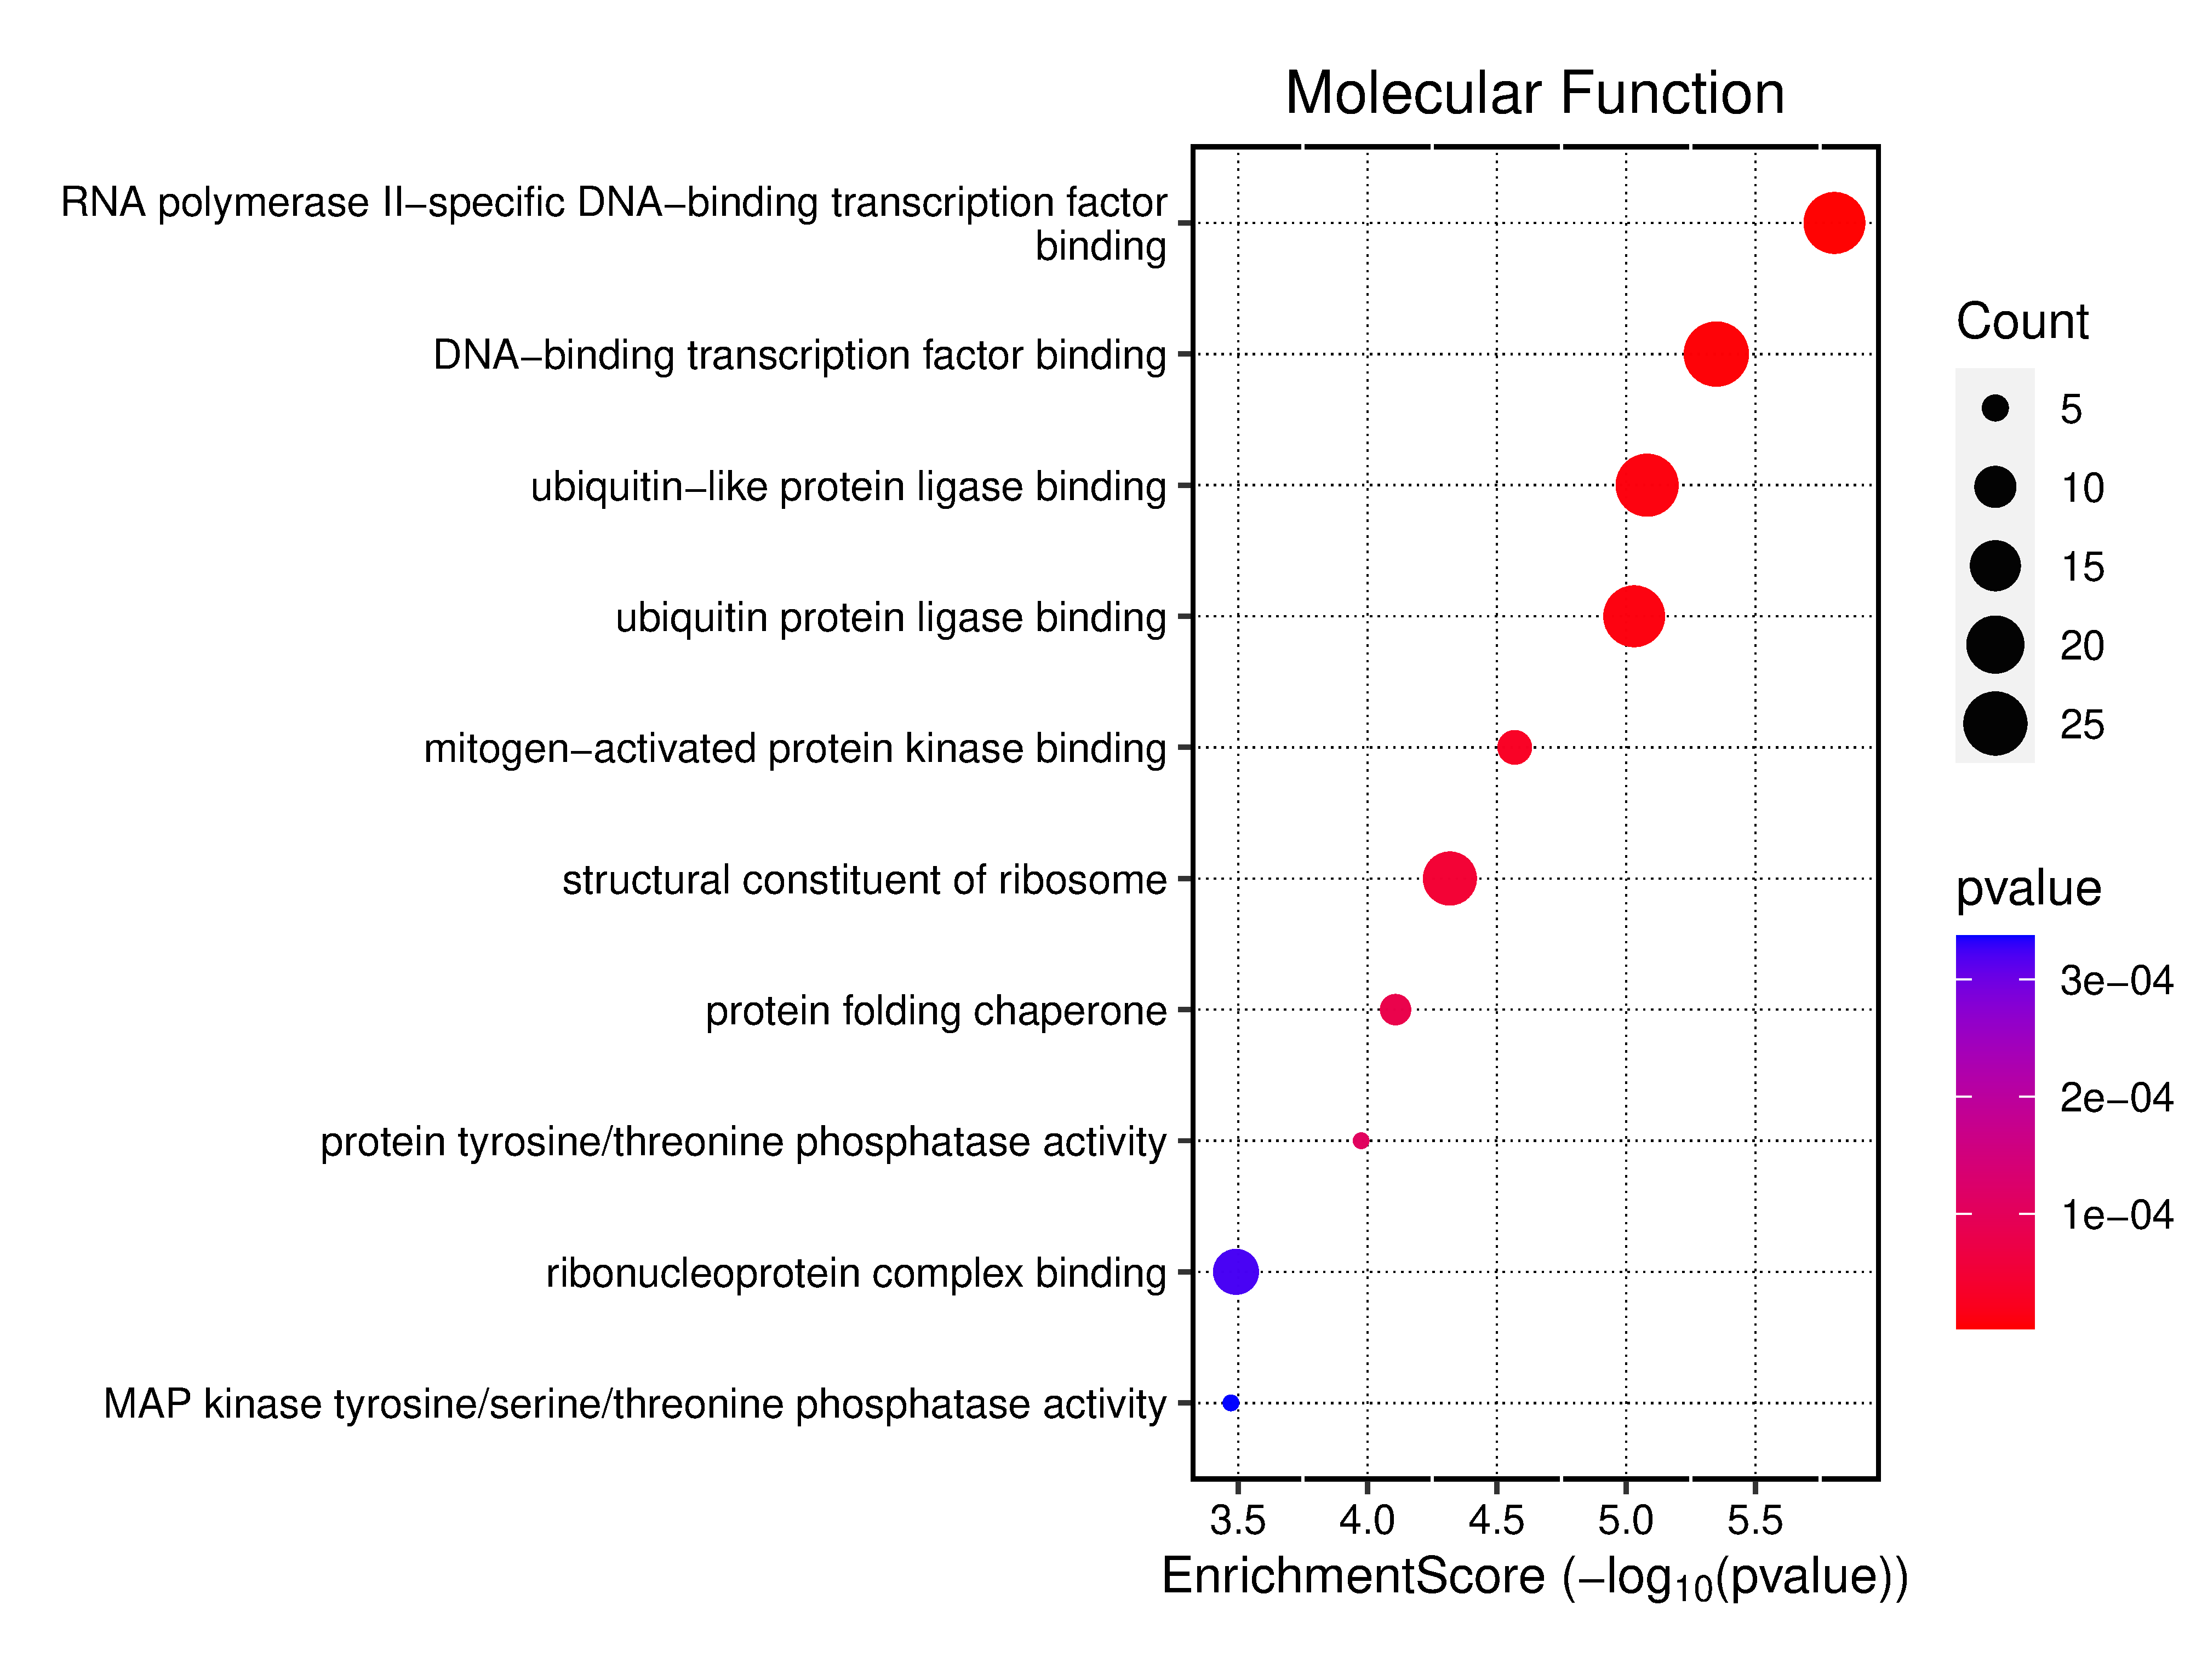 Molecular Function
RNA polymerase II−specific DNA−binding transcription factor
binding
DNA−binding transcription factor binding
ubiquitin−like protein ligase binding
ubiquitin protein ligase binding
mitogen−activated protein kinase binding
structural constituent of ribosome
protein folding chaperone
protein tyrosine/threonine phosphatase activity
ribonucleoprotein complex binding
MAP kinase tyrosine/serine/threonine phosphatase activity
3.5 4.0 4.5 5.0 5.5
EnrichmentScore (−log10(pvalue))
Count
5
10
15
20
25
pvalue
3e−04
2e−04
1e−04